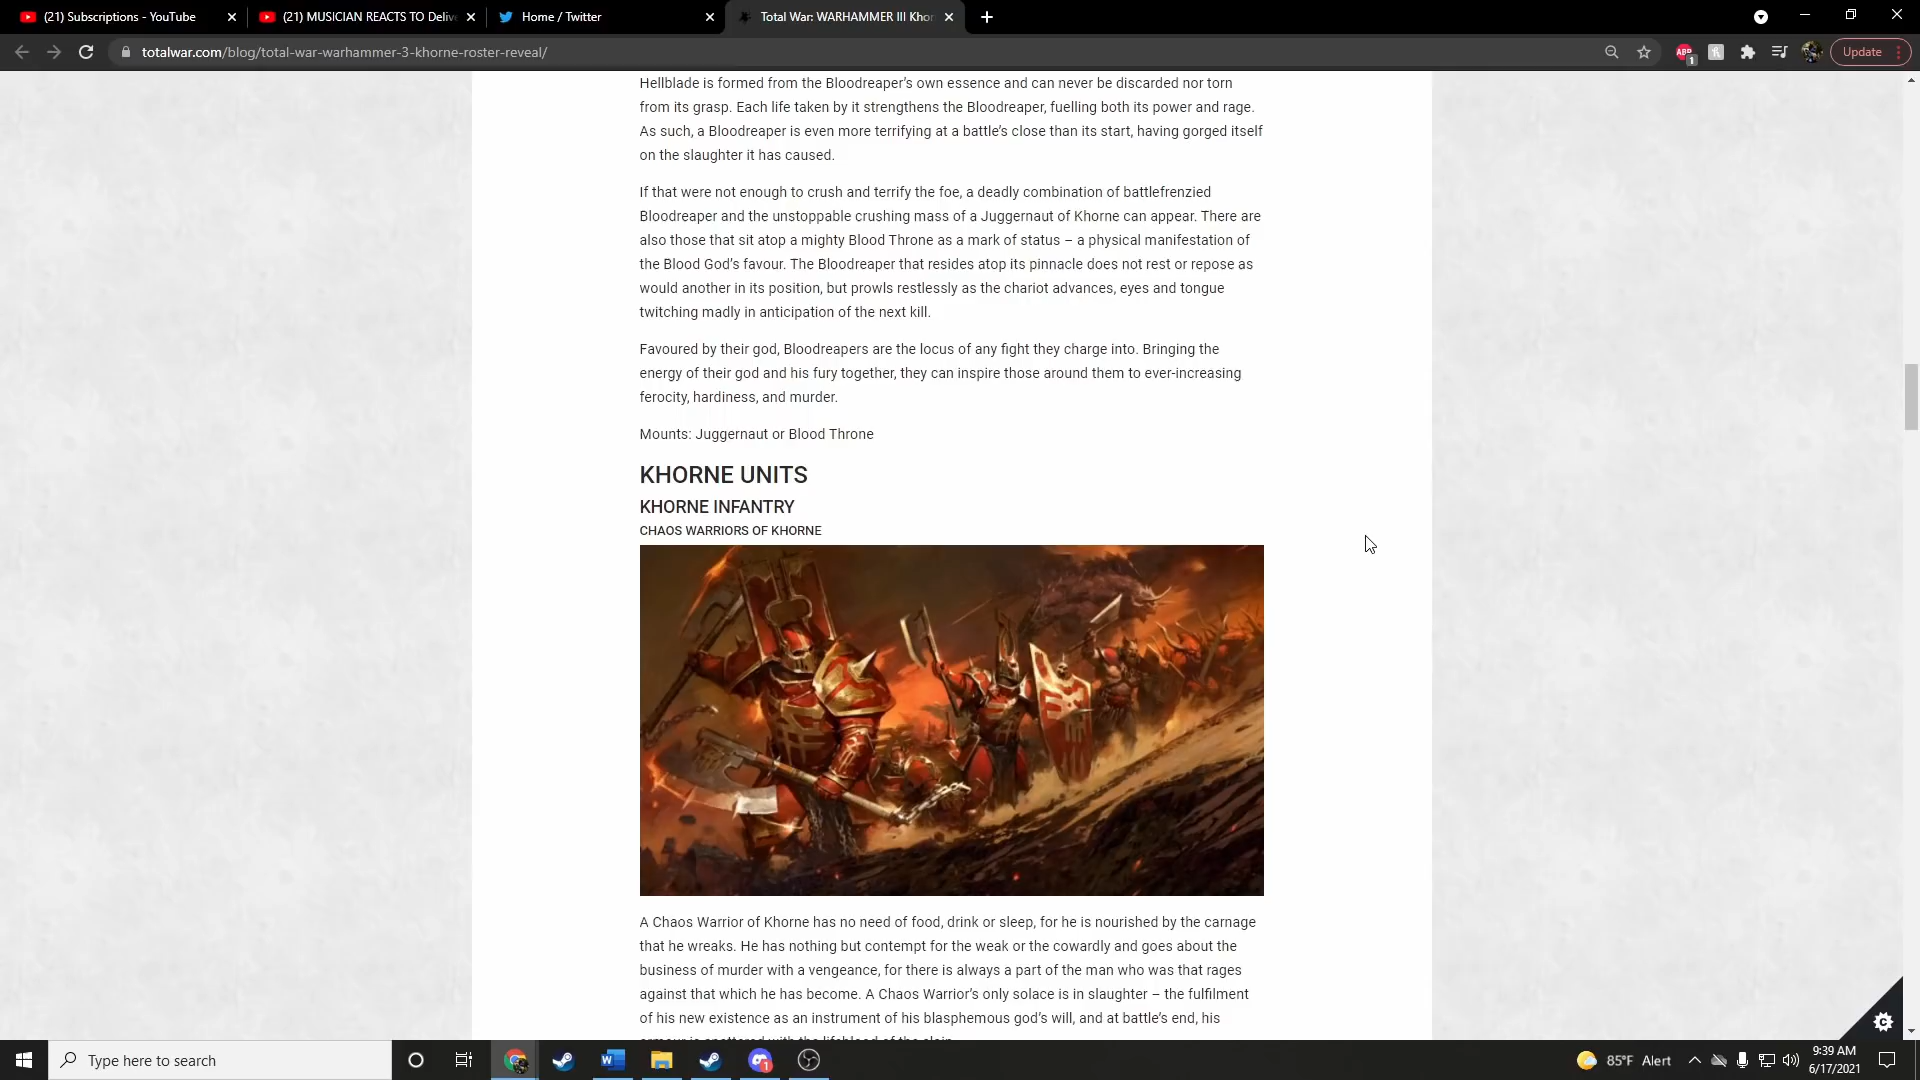 (21) Subscriptions - YouTube
(21) MUSICIAN REACTS TO Delive
Home / Twitter
Total War: WARHAMMER III Khor
totalwar.com/blog/total-war-warhammer-3-khorne-roster-reveal/
ABP
1
Update
Hellblade is formed from the Bloodreaper's own essence and can never be discarded nor torn
from its grasp. Each life taken by it strengthens the Bloodreaper, fuelling both its power and rage.
As such, a Bloodreaper is even more terrifying at a battle's close than its start, having gorged itself
on the slaughter it has caused.
If that were not enough to crush and terrify the foe, a deadly combination of battlefrenzied
Bloodreaper and the unstoppable crushing mass of a Juggernaut of Khorne can appear. There are
also those that sit atop a mighty Blood Throne as a mark of status – a physical manifestation of
the Blood God's favour. The Bloodreaper that resides atop its pinnacle does not rest or repose as
would another in its position, but prowls restlessly as the chariot advances, eyes and tongue
twitching madly in anticipation of the next kill.
Favoured by their god, Bloodreapers are the locus of any fight they charge into. Bringing the
energy of their god and his fury together, they can inspire those around them to ever-increasing
ferocity, hardiness, and murder.
Mounts: Juggernaut or Blood Throne
KHORNE UNITS
KHORNE INFANTRY
CHAOS WARRIORS OF KHORNE
A Chaos Warrior of Khorne has no need of food, drink or sleep, for he is nourished by the carnage
that he wreaks. He has nothing but contempt for the weak or the cowardly and goes about the
business of murder with a vengeance, for there is always a part of the man who was that rages
against that which he has become. A Chaos Warrior's only solace is in slaughter – the fulfilment
of his new existence as an instrument of his blasphemous god's will, and at battle's end, his
armour is spattered with the lifeblood of the slain.
Type here to search
85°F Alert
9:39 AM
6/17/2021